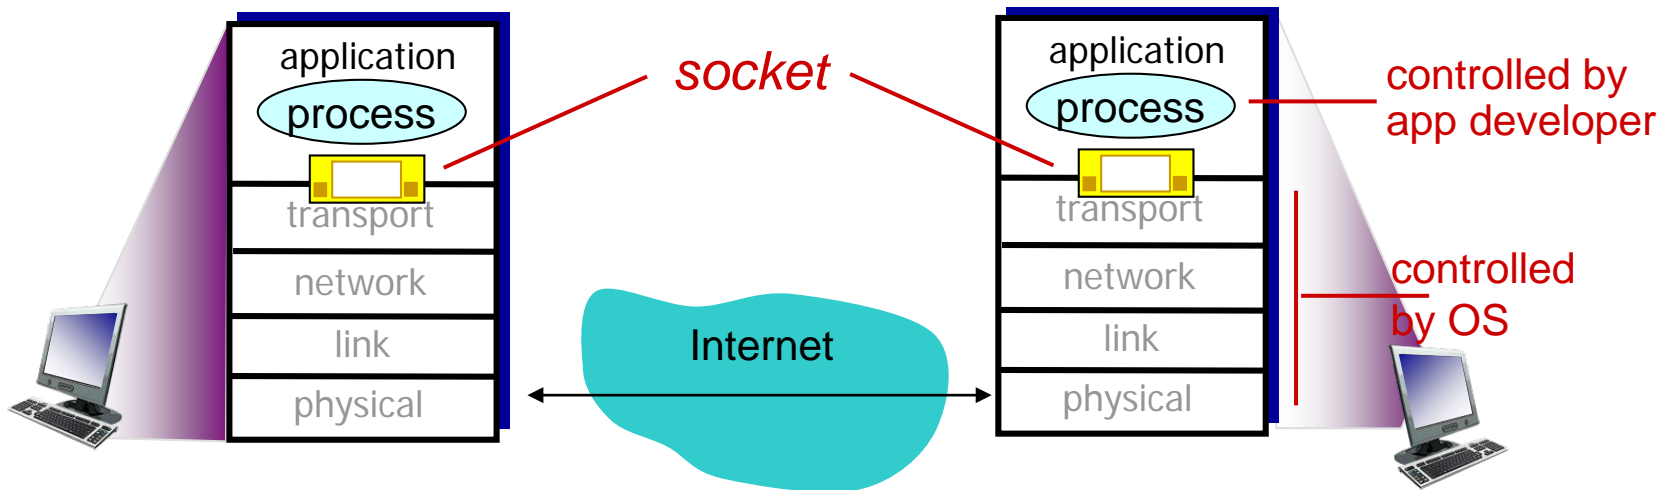 application
process
transport
network
link
physical
socket
Internet
application
process
transport
network
link
physical
controlled by
app developer
controlled
by OS